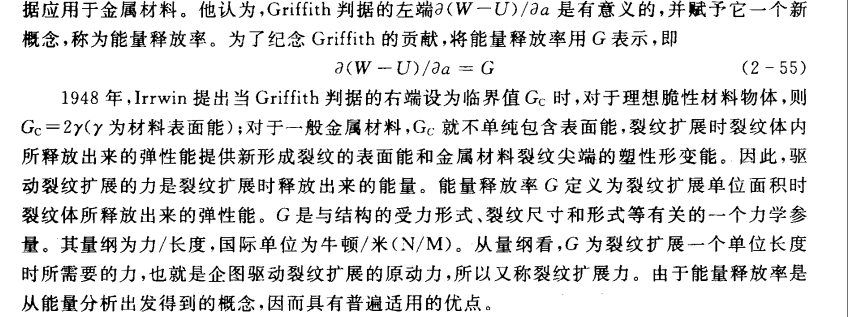 据应用于金属材料。他认为,Griffith 判据的左端∂(W−U)/∂a 是有意义的,并赋予它一个新
概念,称为能量释放率。为了纪念 Griffith 的贡献,将能量释放率用 G 表示,即
∂(W−U)/∂a = G (2-55)
1948 年,Irrwin 提出当 Griffith 判据的右端设为临界值 Gc 时,对于理想脆性材料物体,则
Gc=2γ(γ 为材料表面能);对于一般金属材料,Gc 就不单纯包含表面能,裂纹扩展时裂纹体内
所释放出来的弹性能提供新形成裂纹的表面能和金属材料裂纹尖端的塑性形变能。因此,驱
动裂纹扩展的力是裂纹扩展时释放出来的能量。能量释放率 G 定义为裂纹扩展单位面积时
裂纹体所释放出来的弹性能。G 是与结构的受力形式、裂纹尺寸和形式等有关的一个力学参
量。其量纲为力/长度,国际单位为牛顿/米(N/M)。从量纲看,G 为裂纹扩展一个单位长度
时所需要的力,也就是企图驱动裂纹扩展的原动力,所以又称裂纹扩展力。由于能量释放率是
从能量分析出发得到的概念,因而具有普遍适用的优点。